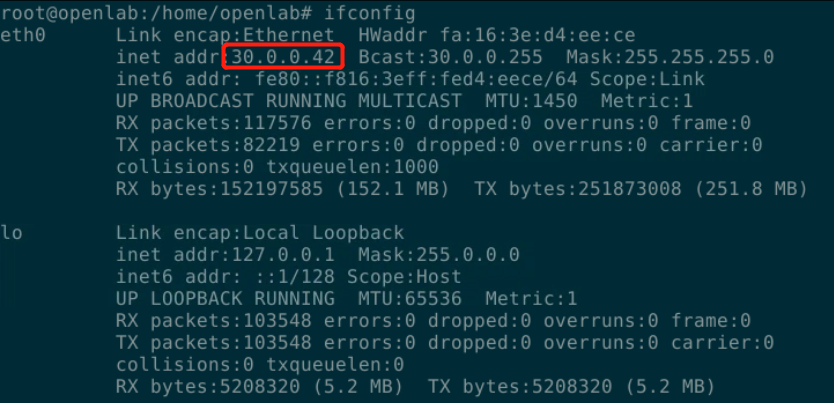 root@openlab:/home/openlab# ifconfig
eth0      Link encap:Ethernet  HWaddr fa:16:3e:d4:ee:ce
          inet addr:30.0.0.42  Bcast:30.0.0.255  Mask:255.255.255.0
          inet6 addr: fe80::f816:3eff:fed4:eece/64 Scope:Link
          UP BROADCAST RUNNING MULTICAST  MTU:1450  Metric:1
          RX packets:117576 errors:0 dropped:0 overruns:0 frame:0
          TX packets:82219 errors:0 dropped:0 overruns:0 carrier:0
          collisions:0 txqueuelen:1000
          RX bytes:152197585 (152.1 MB)  TX bytes:251873008 (251.8 MB)

lo        Link encap:Local Loopback
          inet addr:127.0.0.1  Mask:255.0.0.0
          inet6 addr: ::1/128 Scope:Host
          UP LOOPBACK RUNNING  MTU:65536  Metric:1
          RX packets:103548 errors:0 dropped:0 overruns:0 frame:0
          TX packets:103548 errors:0 dropped:0 overruns:0 carrier:0
          collisions:0 txqueuelen:0
          RX bytes:5208320 (5.2 MB)  TX bytes:5208320 (5.2 MB)